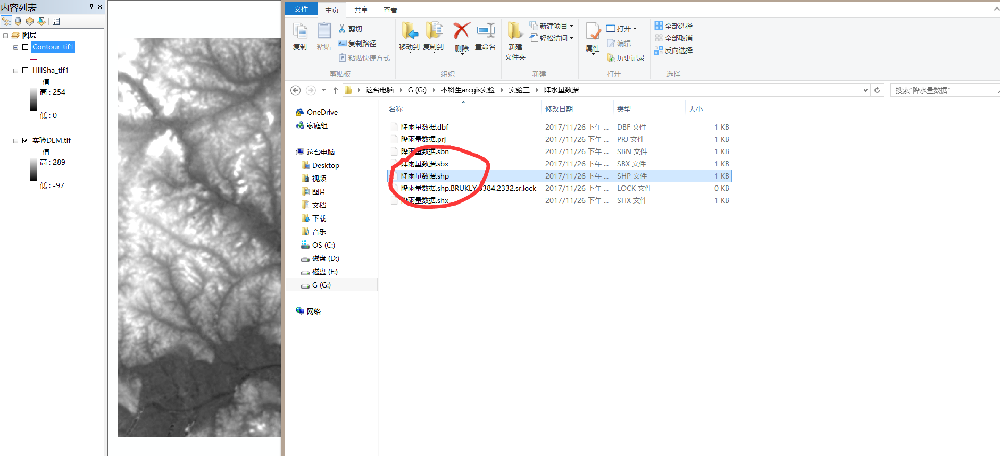 内容列表
图层
Contour_tif1
HillSha_tif1
值
高 : 254
低 : 0
实验DEM.tif
值
高 : 289
低 : -97
文件 主页 共享 查看
复制
粘贴
剪切
复制路径
粘贴快捷方式
剪贴板
移动到
复制到
删除
重命名
组织
新建
文件夹
新建项目
轻松访问
新建
属性
打开
编辑
历史记录
打开
全部选择
全部取消
反向选择
选择
这台电脑 G (G:) 本科生arcgis实验 实验三 降水量数据
搜索"降水量数据"
OneDrive
家庭组
这台电脑
Desktop
视频
图片
文档
下载
音乐
OS (C:)
磁盘 (D:)
磁盘 (F:)
G (G:)
网络
名称 修改日期 类型 大小
降雨量数据.dbf 2017/11/26 下午 ... DBF 文件 1 KB
降雨量数据.prj 2017/11/26 下午 ... PRJ 文件 1 KB
降雨量数据.sbn 2017/11/26 下午 ... SBN 文件 1 KB
降雨量数据.sbx 2017/11/26 下午 ... SBX 文件 1 KB
降雨量数据.shp 2017/11/26 下午 ... SHP 文件 1 KB
降雨量数据.shp.BRUKLY.8384.2332.sr.lock 2017/11/26 下午 ... LOCK 文件 0 KB
降雨量数据.shx 2017/11/26 下午 ... SHX 文件 1 KB